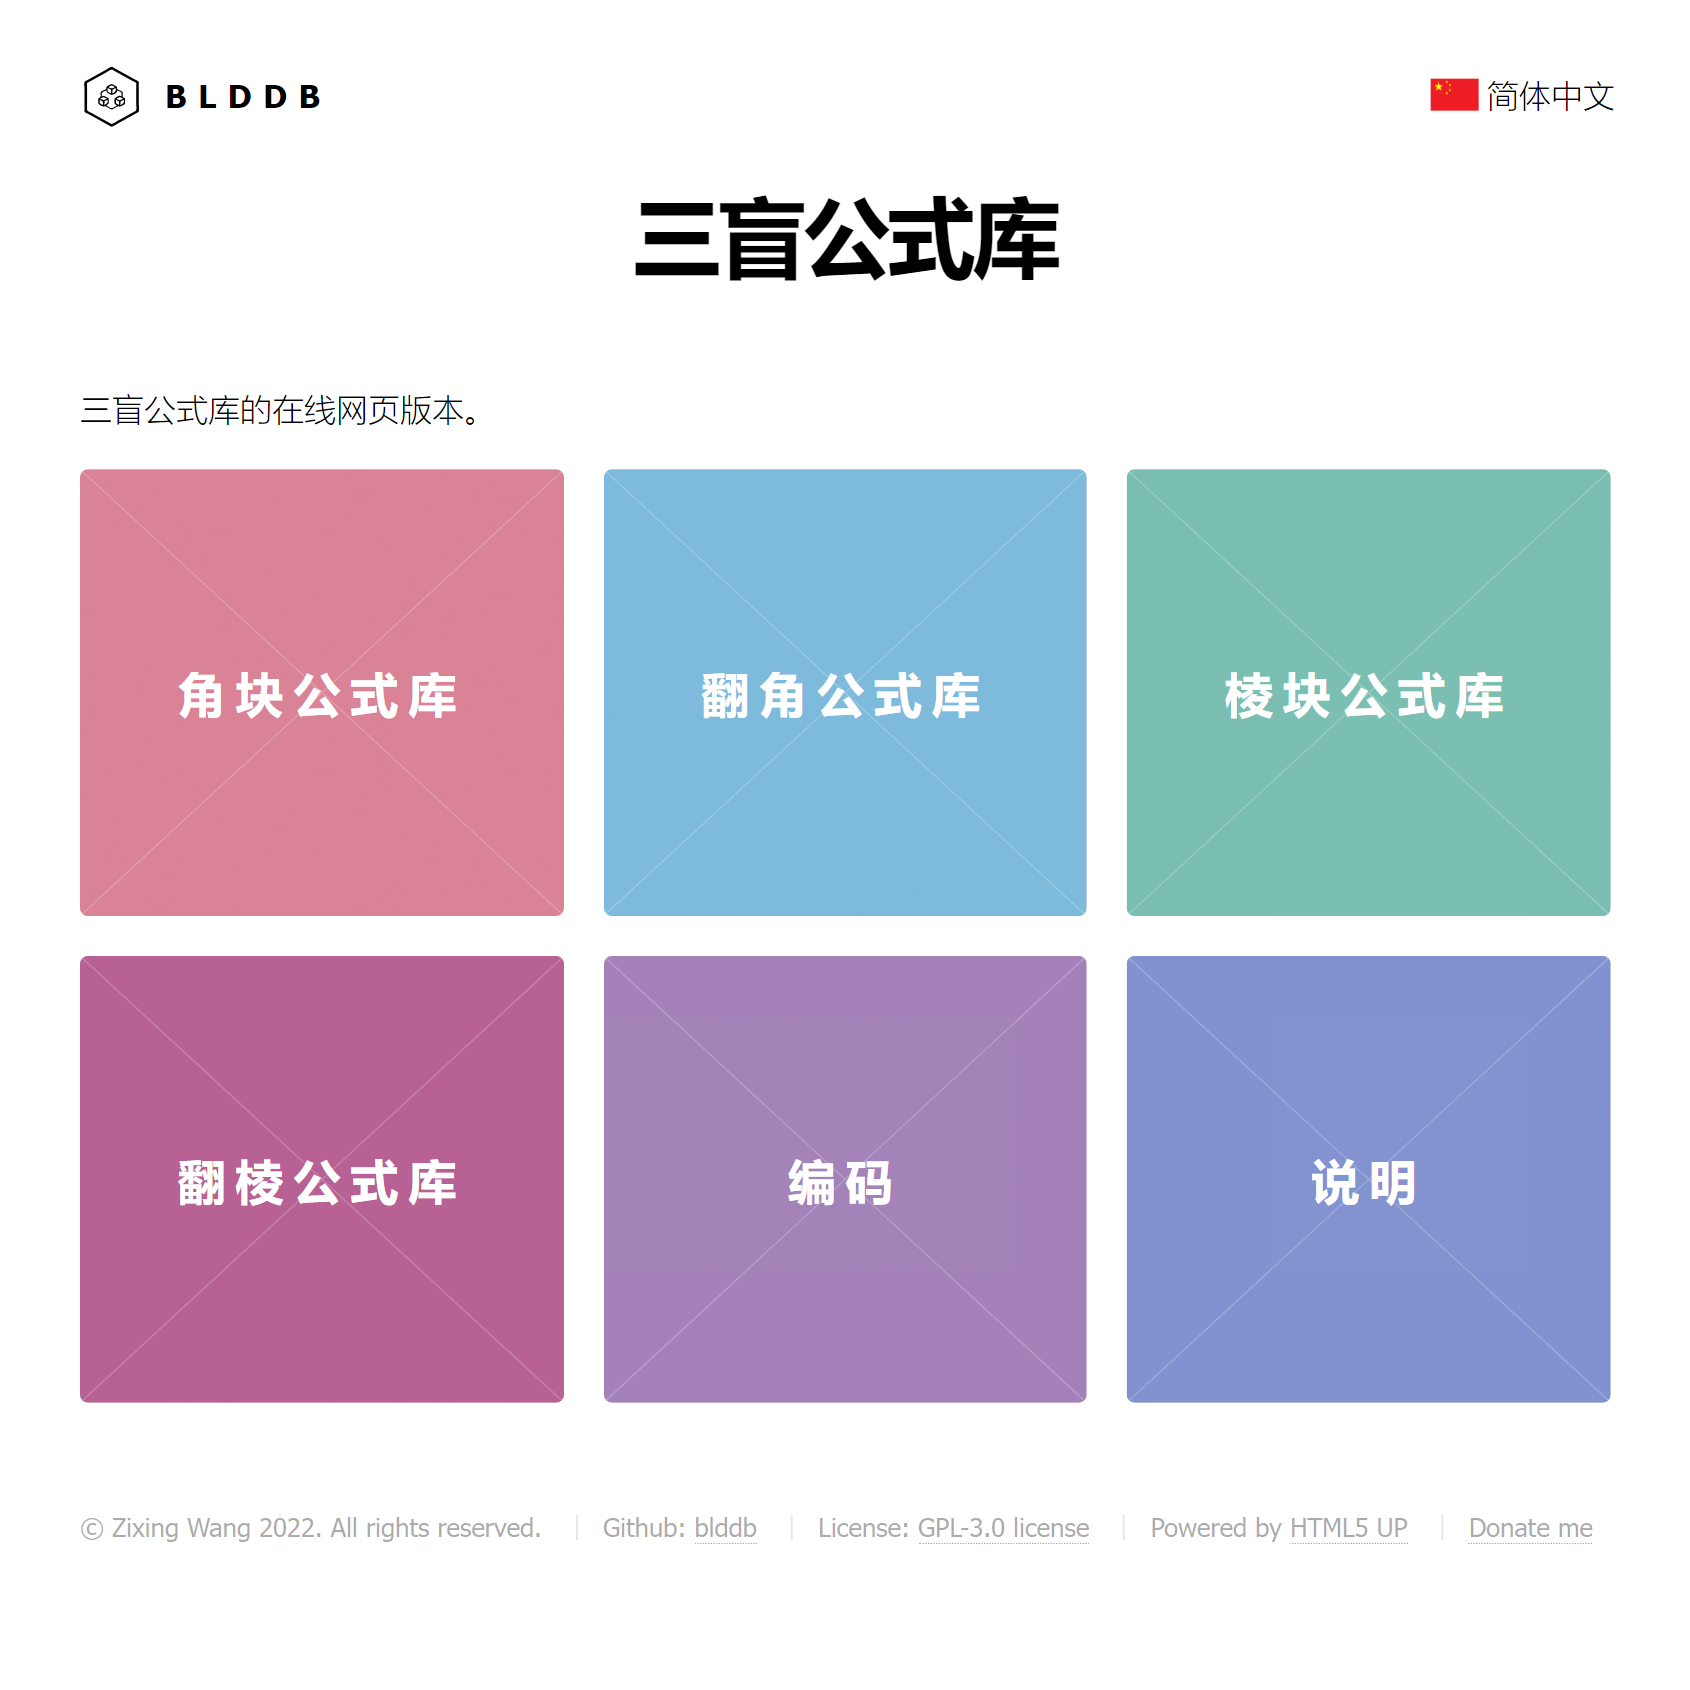 BLDDB
简体中文
三盲公式库
三盲公式库的在线网页版本。
角块公式库
翻角公式库
棱块公式库
翻棱公式库
编码
说明
© Zixing Wang 2022. All rights reserved. Github: blddb License: GPL-3.0 license Powered by HTML5 UP Donate me